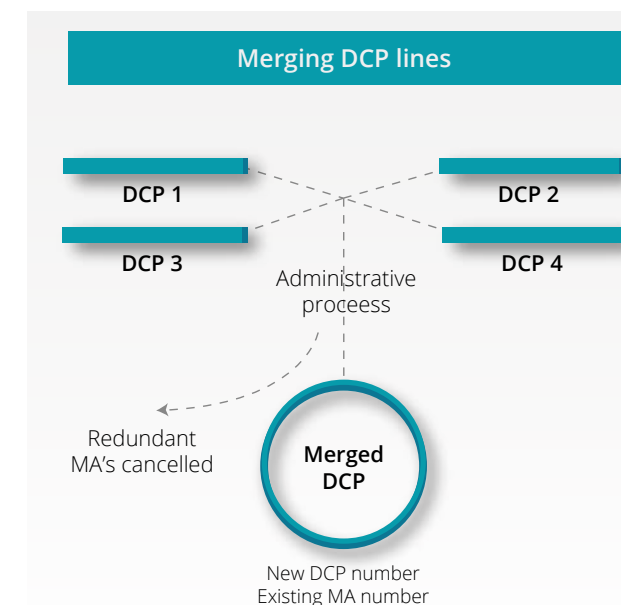 Merging DCP lines
DCP 1
DCP 2
DCP 3
DCP 4
Administrative
proceess
Redundant
MA's cancelled
Merged
DCP
New DCP number
Existing MA number